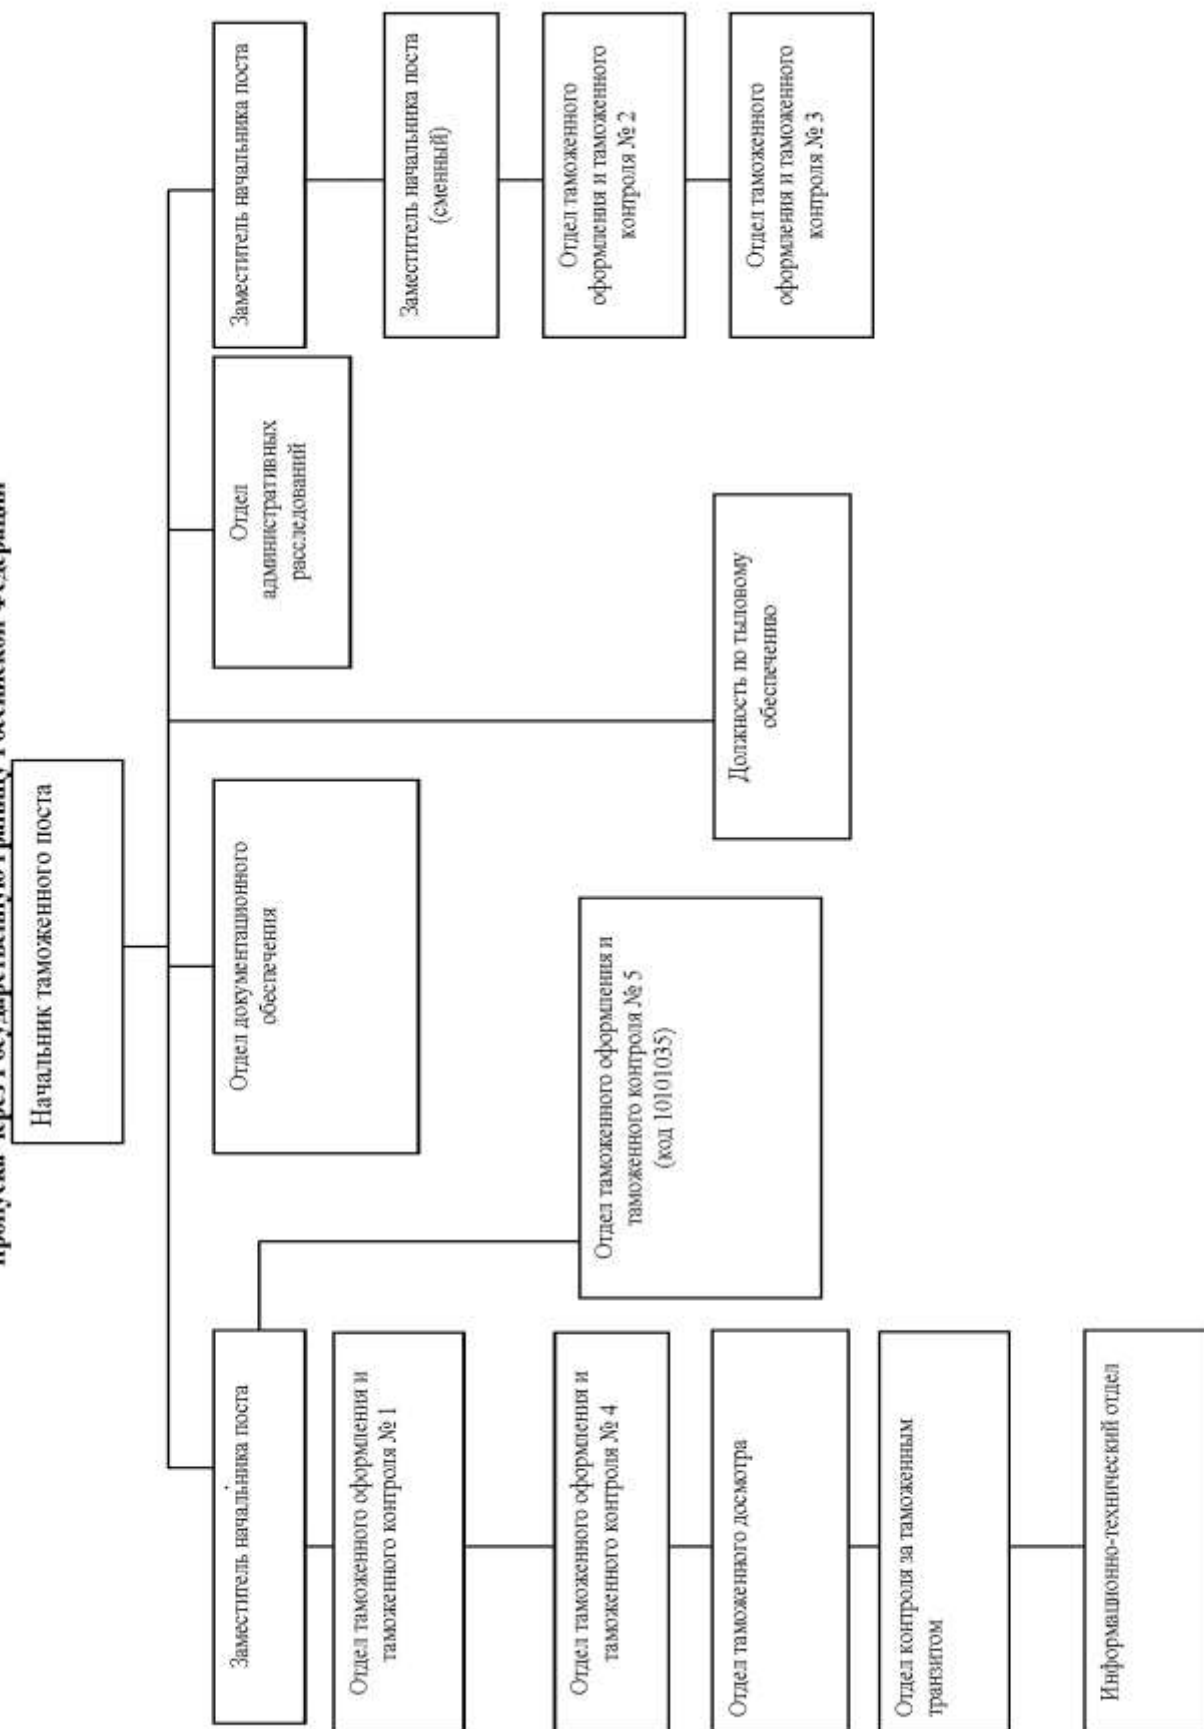 пропуска через Государственную границу Российской Федерации
Начальник таможенного поста
Заместитель начальника поста
Отдел таможенного оформления и
таможенного контроля № 1
Отдел таможенного оформления и
таможенного контроля № 4
Отдел таможенного досмотра
Отдел контроля за таможенным
транзитом
Информационно-технический отдел
Отдел таможенного оформления и
таможенного контроля № 5
(код 10101035)
Отдел документационного
обеспечения
Должность по тыловому
обеспечению
Отдел
административных
расследований
Заместитель начальника поста
Заместитель начальника поста
(сменный)
Отдел таможенного
оформления и таможенного
контроля № 2
Отдел таможенного
оформления и таможенного
контроля № 3